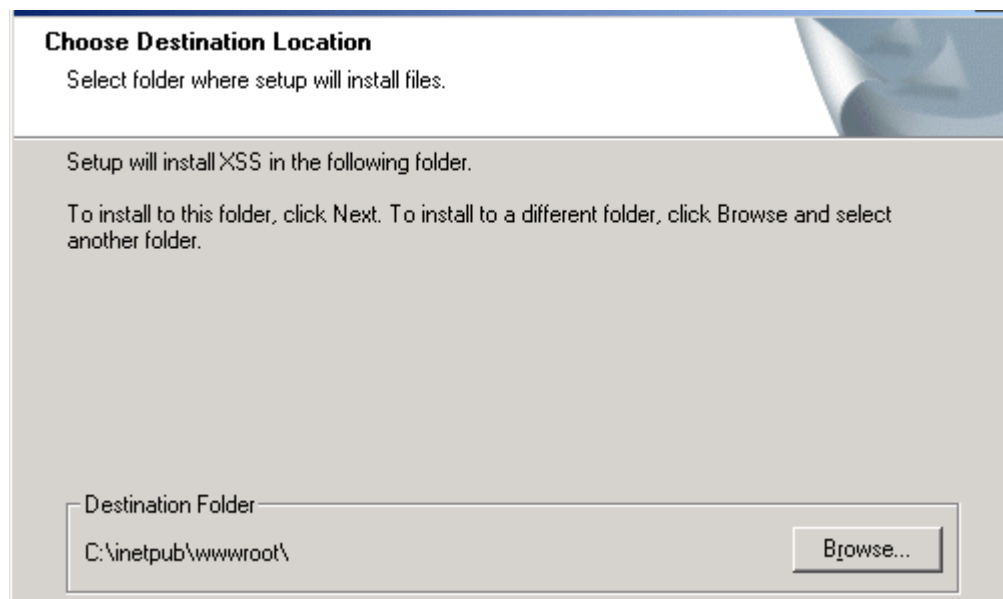 Choose Destination Location
Select folder where setup will install files.
Setup will install XSS in the following folder.
To install to this folder, click Next. To install to a different folder, click Browse and select
another folder.
Destination Folder
C:\inetpub\wwwroot\
Browse...